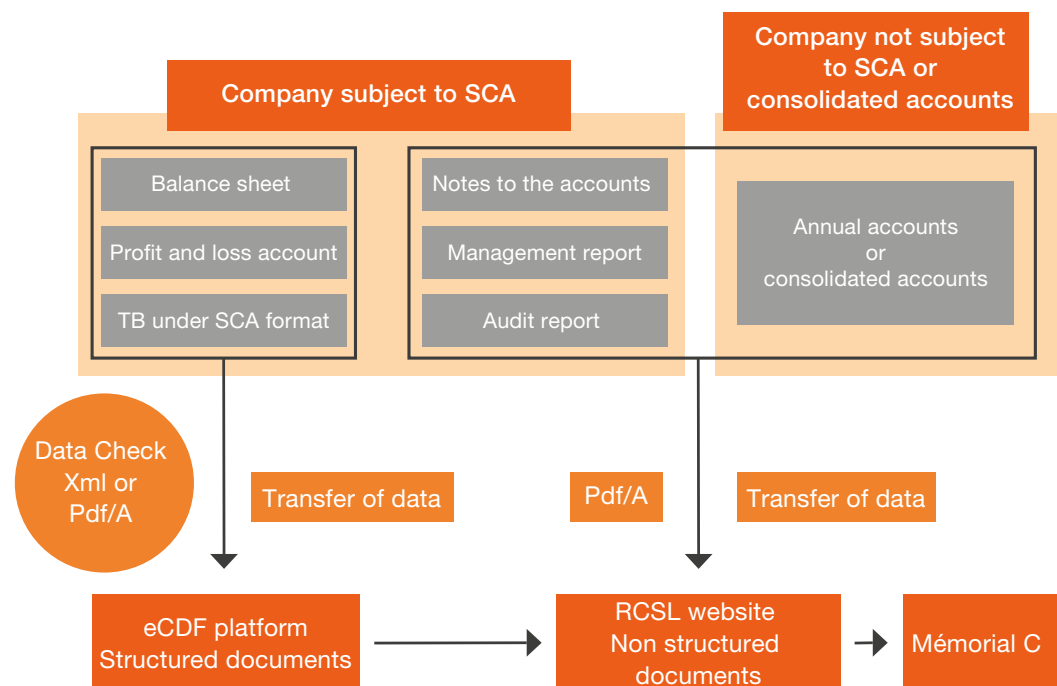 Company subject to SCA
Company not subject
to SCA or
consolidated accounts
Balance sheet
Profit and loss account
TB under SCA format
Notes to the accounts
Management report
Audit report
Annual accounts
or
consolidated accounts
Data Check
Xml or
Pdf/A
Transfer of data
Pdf/A
Transfer of data
eCDF platform
Structured documents
RCSL website
Non structured
documents
Mémorial C